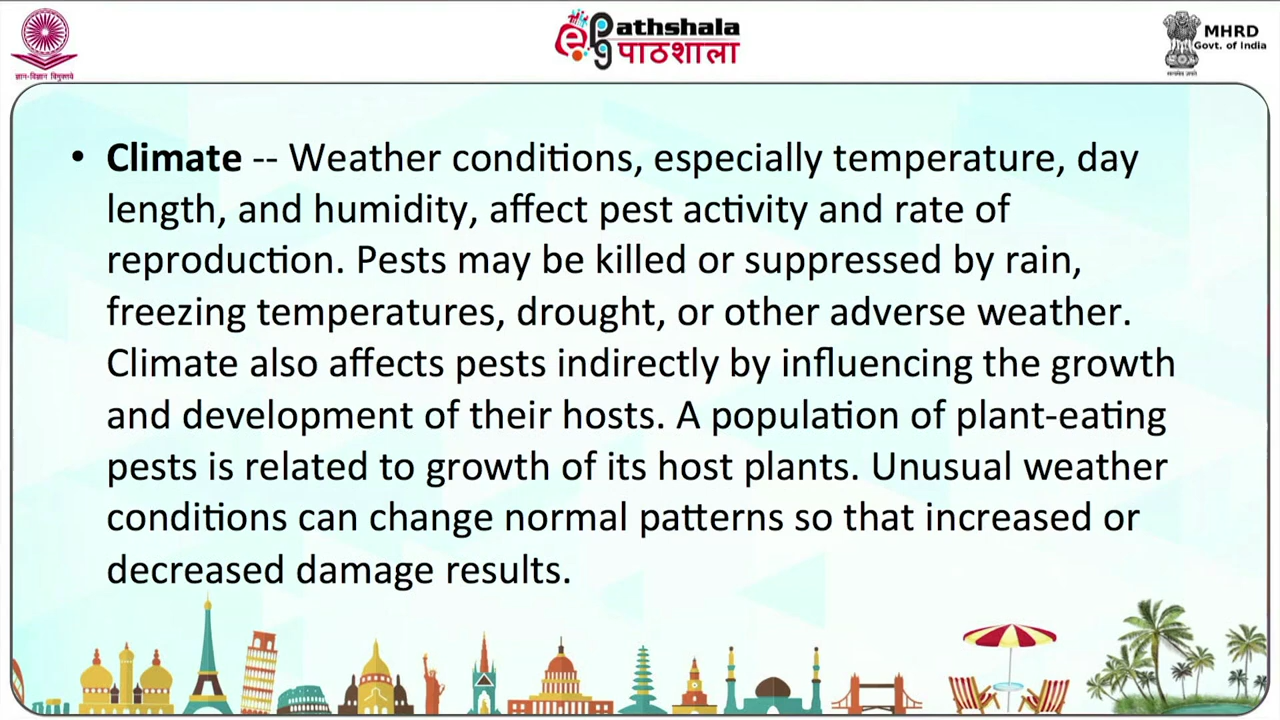 ज्ञान-विज्ञान विमुक्तये
ePathshala
पाठशाला
MHRD
Govt. of India
• Climate -- Weather conditions, especially temperature, day
length, and humidity, affect pest activity and rate of
reproduction. Pests may be killed or suppressed by rain,
freezing temperatures, drought, or other adverse weather.
Climate also affects pests indirectly by influencing the growth
and development of their hosts. A population of plant-eating
pests is related to growth of its host plants. Unusual weather
conditions can change normal patterns so that increased or
decreased damage results.